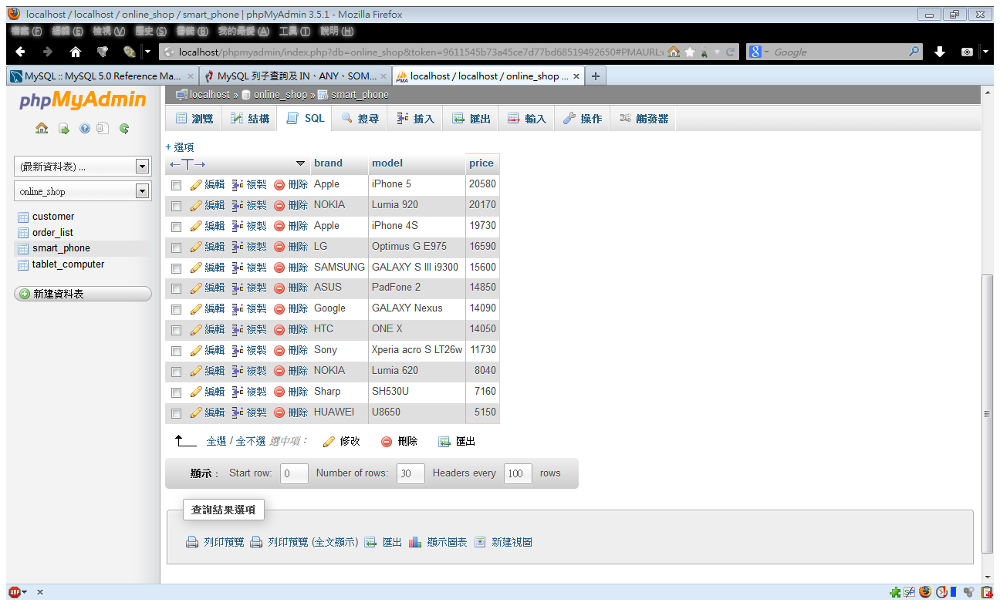 localhost / localhost / online_shop / smart_phone | phpMyAdmin 3.5.1 - Mozilla Firefox
檔案 (F) 編輯 (E) 檢視 (V) 歷史 (S) 書籤 (B) 我的最愛 (A) 工具 (T) 說明 (H)
localhost/phpmyadmin/index.php?db=online_shop&token=9611545b73a45ce7d77bd68519492650#PMAURL: Google
MySQL :: MySQL 5.0 Reference Ma... MySQL 列子查詢及 IN、ANY、SOM... localhost / localhost / online_shop ...
phpMyAdmin
localhost » online_shop » smart_phone
瀏覽 結構 SQL 搜尋 插入 匯出 輸入 操作 觸發器
(最新資料表) ...
online_shop
customer
order_list
smart_phone
tablet_computer
新建資料表
+ 選項
brand model price
編輯 複製 刪除 Apple iPhone 5 20580
編輯 複製 刪除 NOKIA Lumia 920 20170
編輯 複製 刪除 Apple iPhone 4S 19730
編輯 複製 刪除 LG Optimus G E975 16590
編輯 複製 刪除 SAMSUNG GALAXY S III i9300 15600
編輯 複製 刪除 ASUS PadFone 2 14850
編輯 複製 刪除 Google GALAXY Nexus 14090
編輯 複製 刪除 HTC ONE X 14050
編輯 複製 刪除 Sony Xperia acro S LT26w 11730
編輯 複製 刪除 NOKIA Lumia 620 8040
編輯 複製 刪除 Sharp SH530U 7160
編輯 複製 刪除 HUAWEI U8650 5150
全選 / 全不選 選中項： 修改 刪除 匯出
顯示 : Start row: 0 Number of rows: 30 Headers every 100 rows
查詢結果選項
列印預覽 列印預覽 (全文顯示) 匯出 顯示圖表 新建視圖
ABP